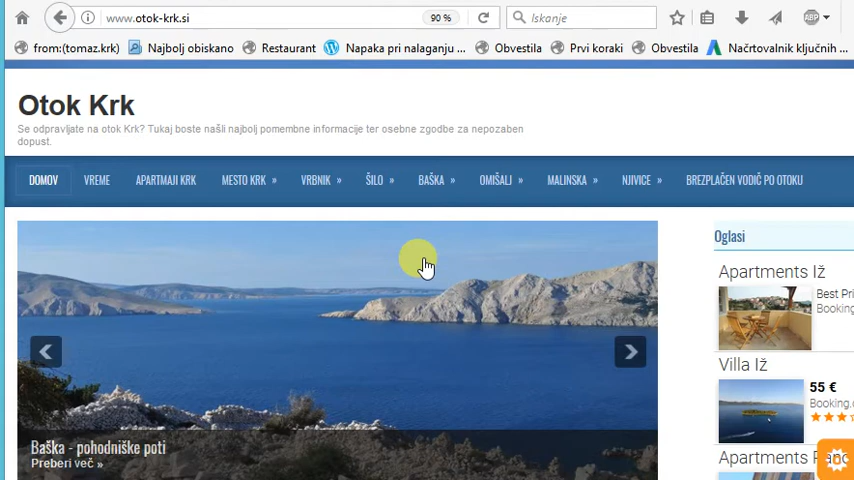 www.otok-krk.si
90 %
Iskanje
ABP
from:(tomaz.krk)
Najbolj obiskano
Restaurant
Napaka pri nalaganju ...
Obvestila
Prvi koraki
Obvestila
Načrtovalnik ključnih ...
Otok Krk
Se odpravljate na otok Krk? Tukaj boste našli najbolj pomembne informacije ter osebne zgodbe za nepozaben
dopust.
DOMOV
VREME
APARTMAJI KRK
MESTO KRK »
VRBNIK »
ŠILO »
BAŠKA »
OMIŠALJ »
MALINSKA »
NJIVICE »
BREZPLAČEN VODIČ PO OTOKU
Baška - pohodniške poti
Preberi več »
Oglasi
Apartments Iž
Best Pri
Booking.
Villa Iž
55 €
Booking.c
Apartments